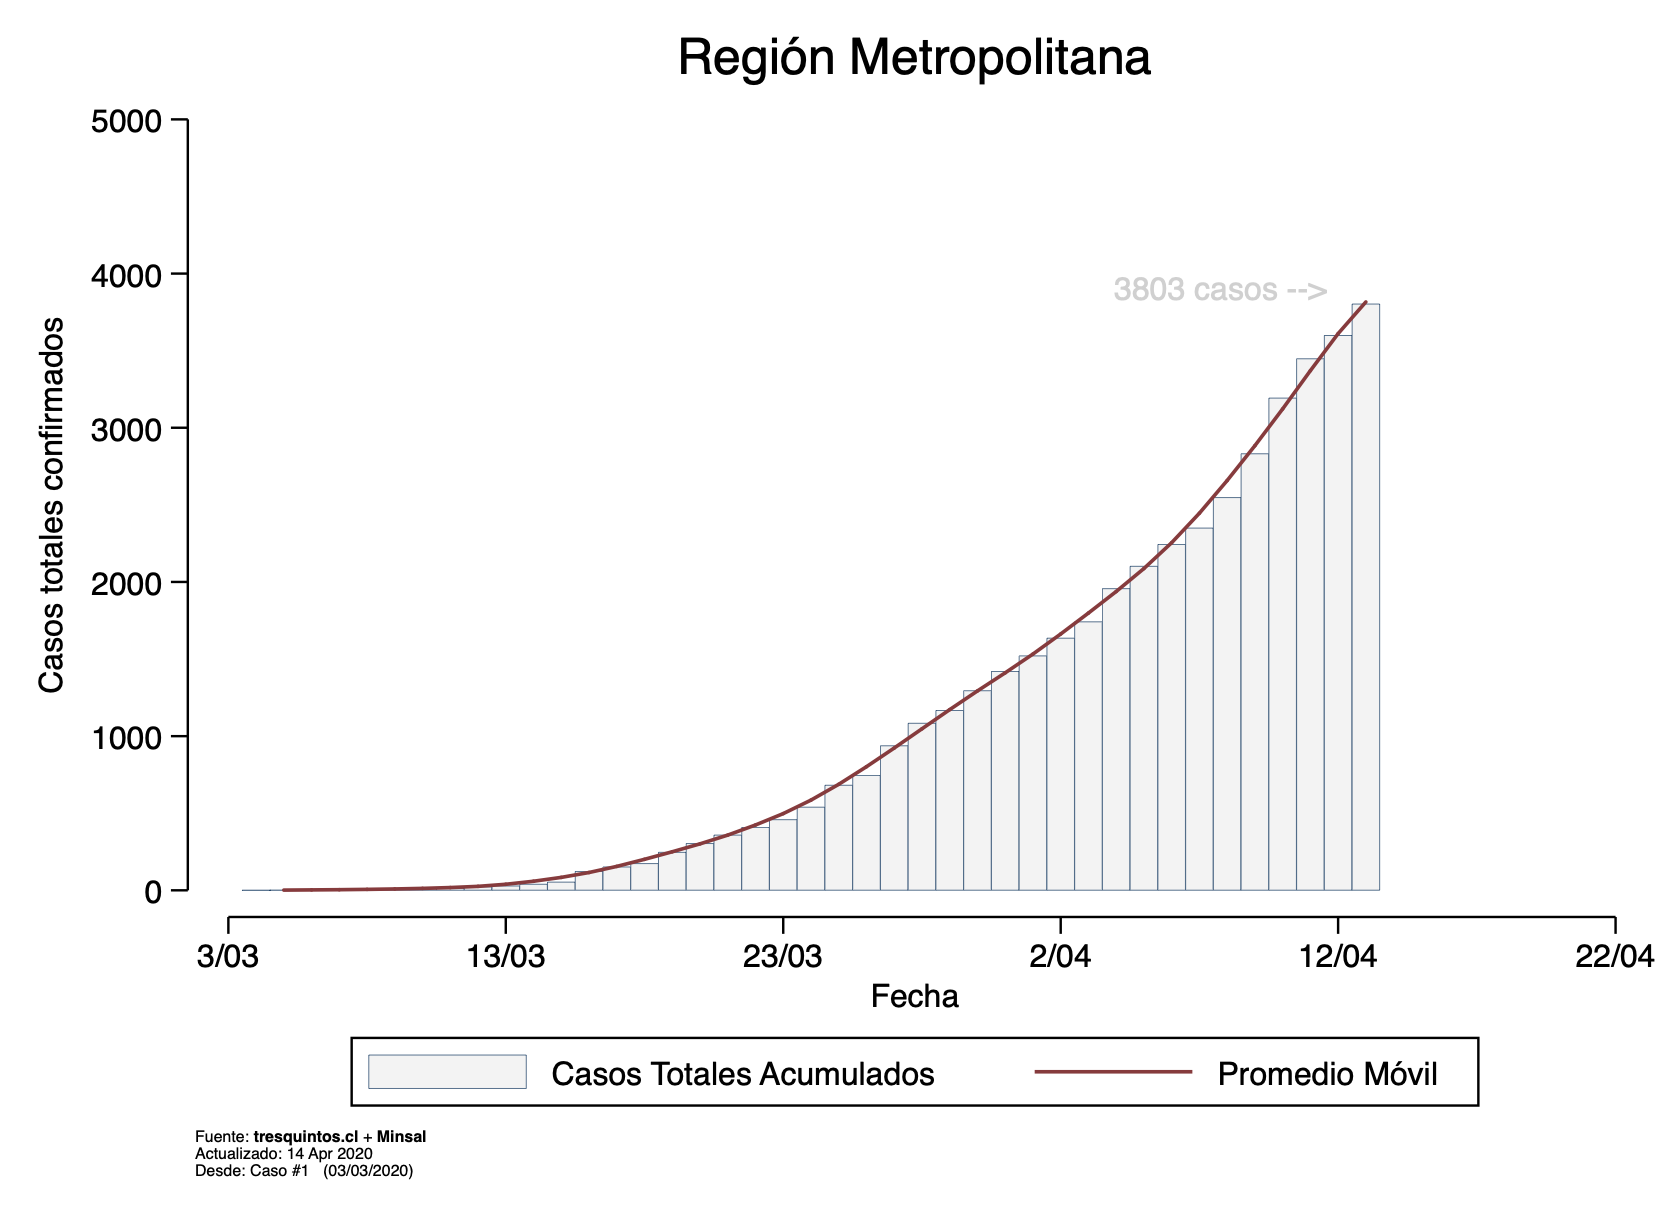 Región Metropolitana
5000
4000
3000
2000
1000
0
Casos totales confirmados
3803 casos -->
3/03 13/03 23/03 2/04 12/04 22/04
Fecha
Casos Totales Acumulados Promedio Móvil
Fuente: tresquintos.cl + Minsal
Actualizado: 14 Apr 2020
Desde: Caso #1 (03/03/2020)